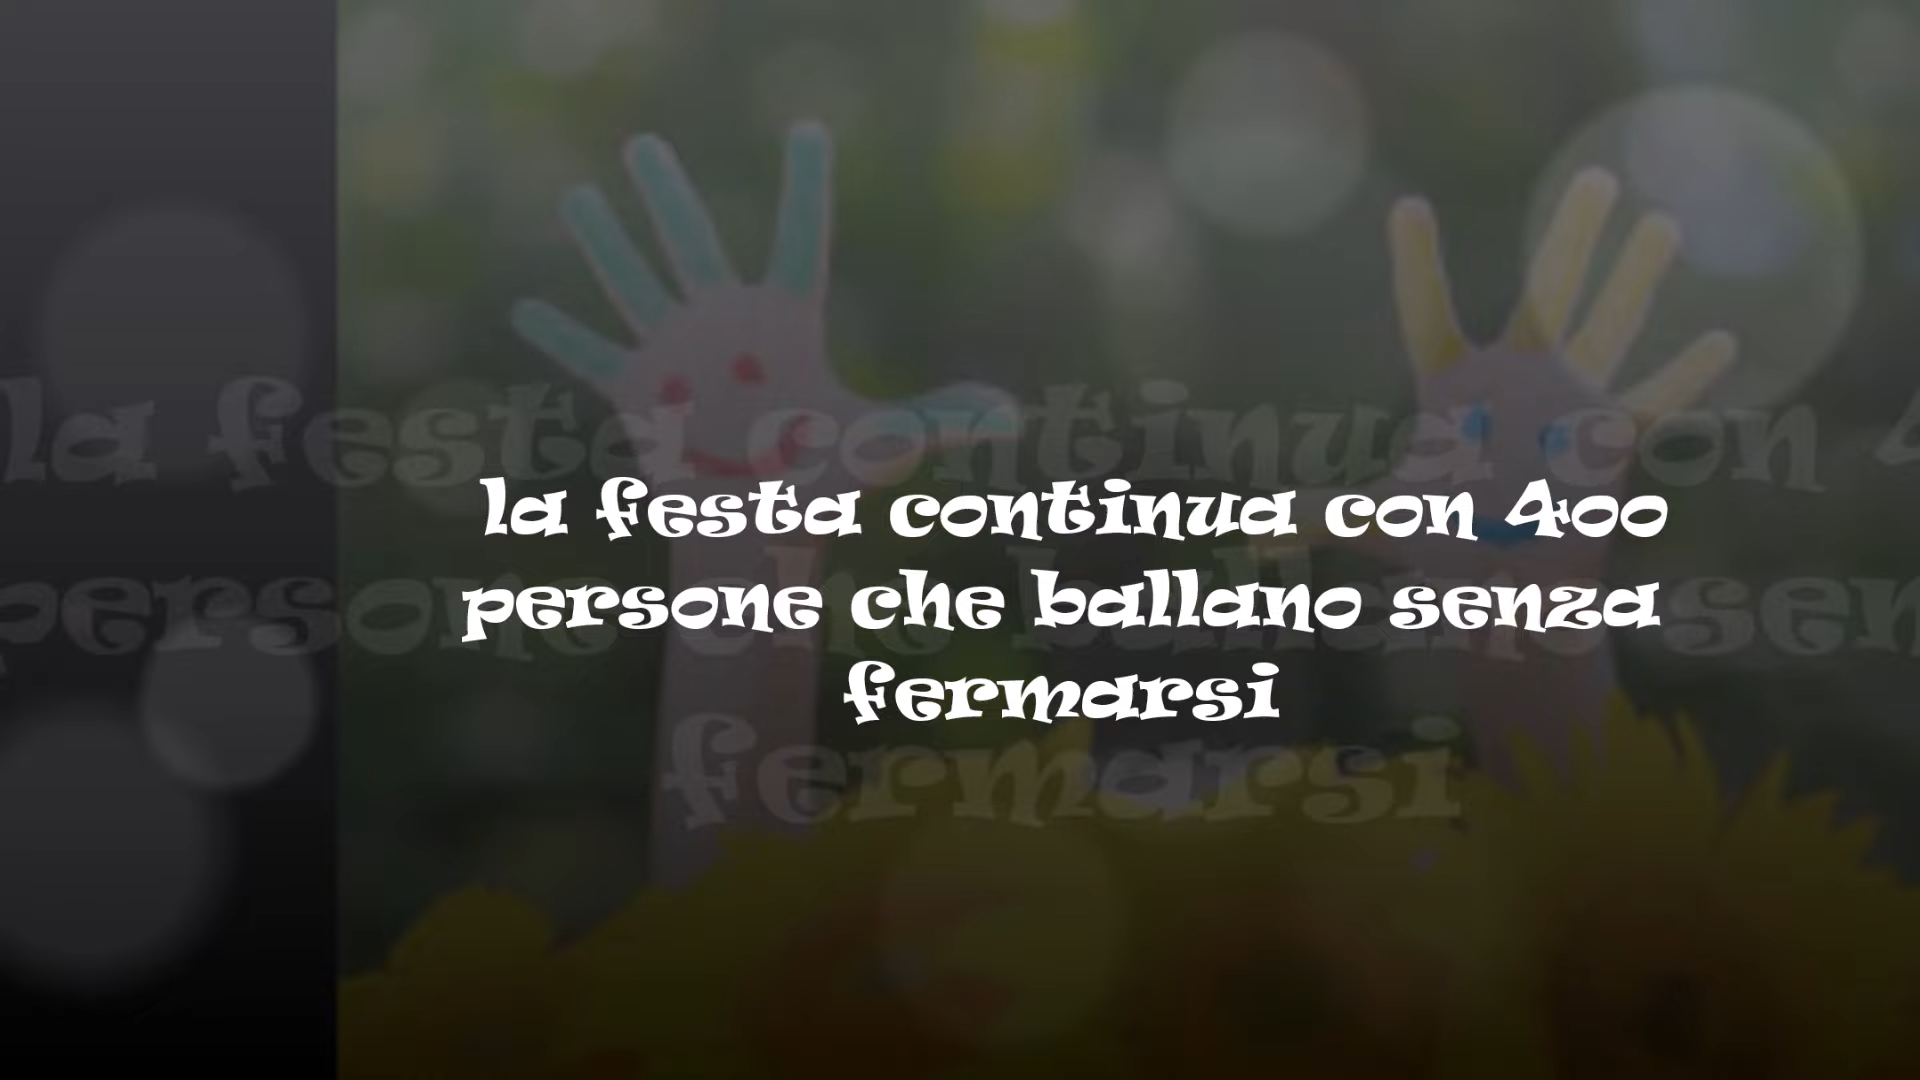 la festa continua con 400
persone che ballano senza
fermarsi